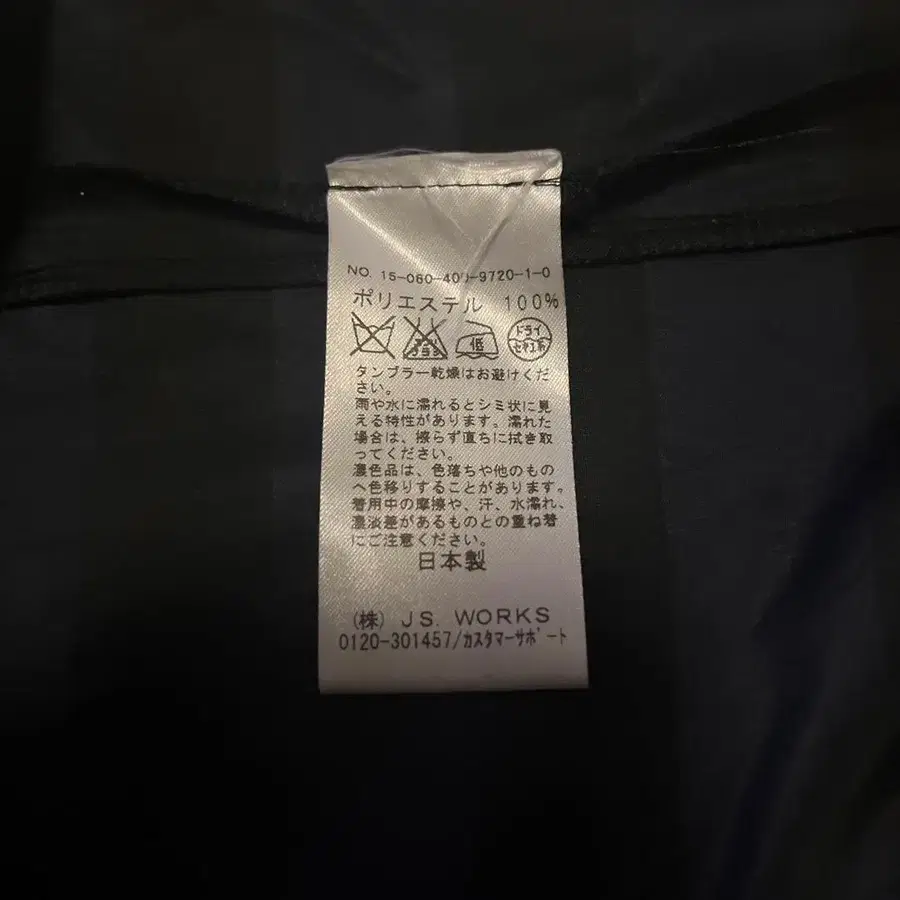 NO. 15-060-400-9720-1-0
ポリエステル 100%
低 ドライ
セキユ系
タンブラー乾燥はお避けくだ
さい。
雨や水に濡れるとシミ状に見
える特性があります。濡れた
場合は、擦らず直ちに拭き取
ってください。
濃色品は、色落ちや他のもの
へ色移りすることがあります。
着用中の摩擦や、汗、水濡れ、
濃淡差があるものとの重ね着
にご注意ください。
日本製
(株) JS. WORKS
0120-301457/カスタマーサポート